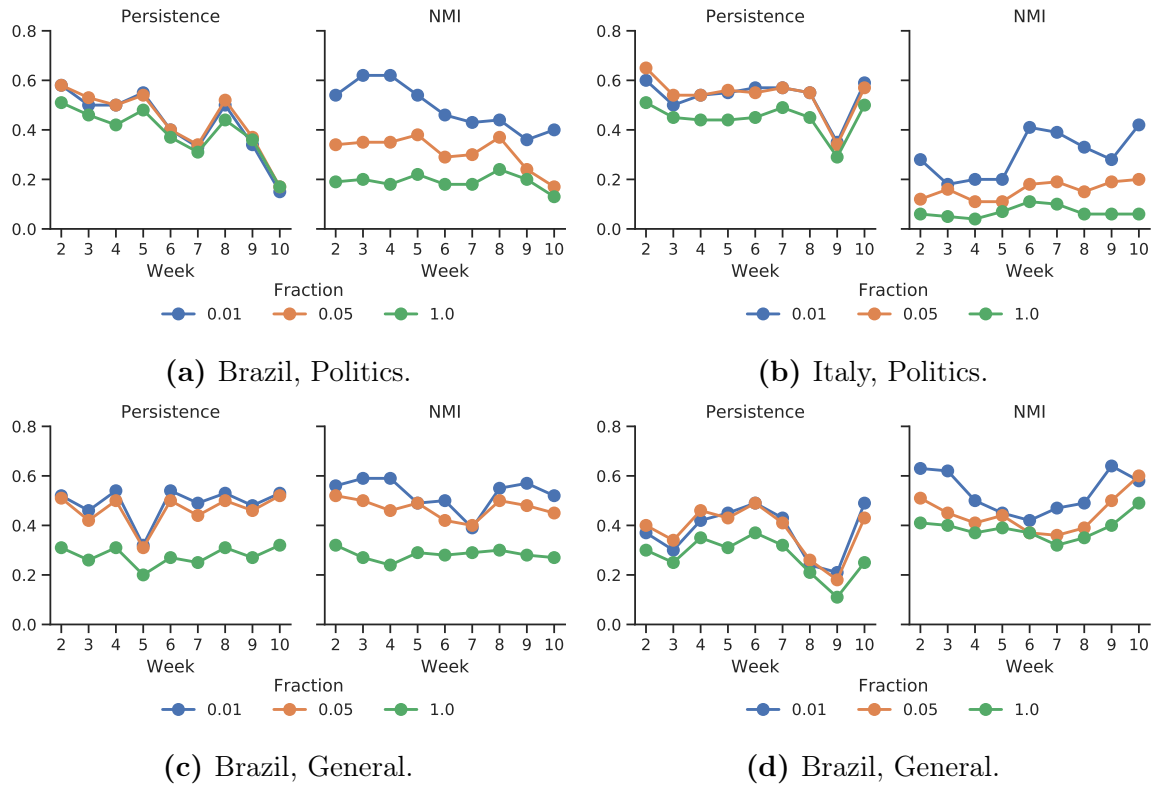 Persistence
NMI
0.8
0.6
0.4
0.2
0.0
2 3 4 5 6 7 8 9 10
2 3 4 5 6 7 8 9 10
Week
Week
Fraction
0.01 0.05 1.0
(a) Brazil, Politics.
Persistence
NMI
0.8
0.6
0.4
0.2
0.0
2 3 4 5 6 7 8 9 10
2 3 4 5 6 7 8 9 10
Week
Week
Fraction
0.01 0.05 1.0
(b) Italy, Politics.
Persistence
NMI
0.8
0.6
0.4
0.2
0.0
2 3 4 5 6 7 8 9 10
2 3 4 5 6 7 8 9 10
Week
Week
Fraction
0.01 0.05 1.0
(c) Brazil, General.
Persistence
NMI
0.8
0.6
0.4
0.2
0.0
2 3 4 5 6 7 8 9 10
2 3 4 5 6 7 8 9 10
Week
Week
Fraction
0.01 0.05 1.0
(d) Brazil, General.